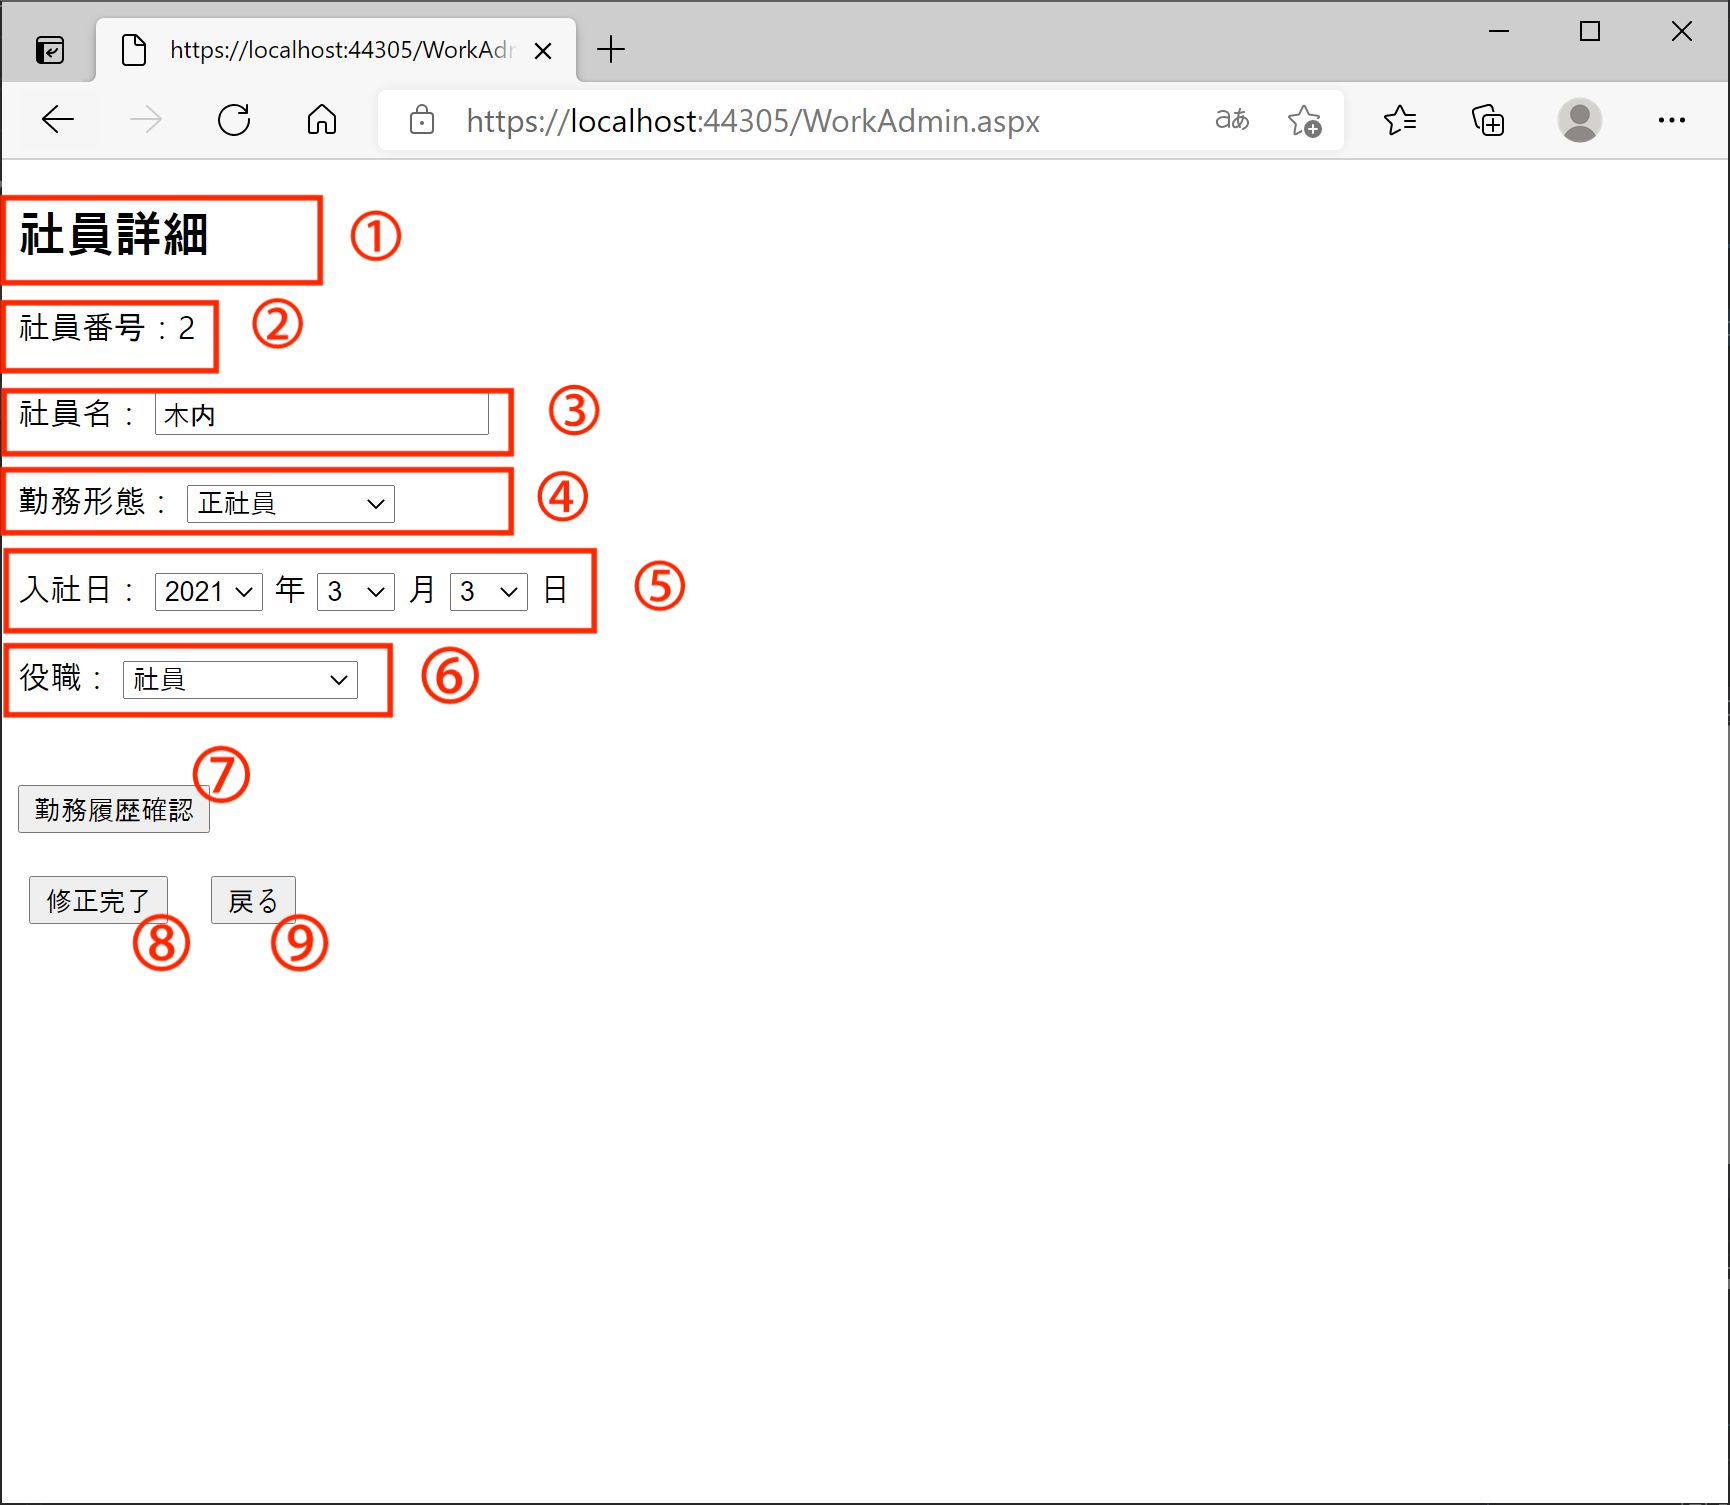 https://localhost:44305/WorkAdm
https://localhost:44305/WorkAdmin.aspx
aあ
社員詳細 ①
社員番号：2 ②
社員名： 木内 ③
勤務形態： 正社員 ④
入社日： 2021 年 3 月 3 日 ⑤
役職： 社員 ⑥
⑦
勤務履歴確認
修正完了 戻る
⑧ ⑨